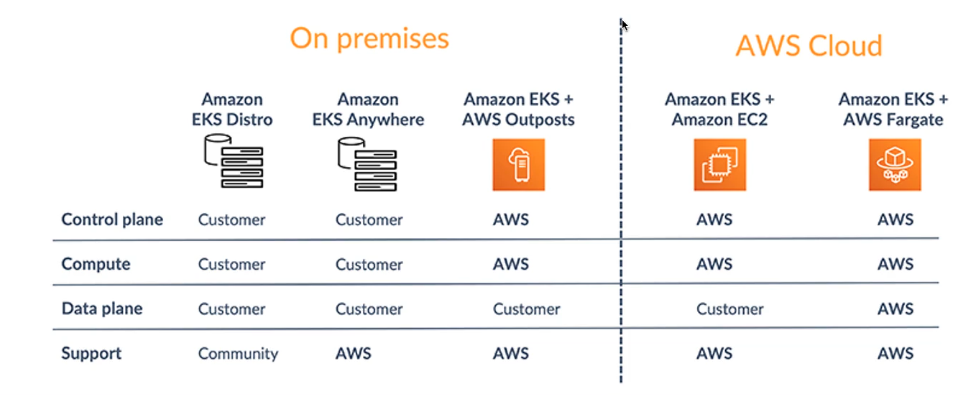 On premises
AWS Cloud
Amazon
EKS Distro
Amazon
EKS Anywhere
Amazon EKS +
AWS Outposts
Amazon EKS +
Amazon EC2
Amazon EKS +
AWS Fargate
Control plane Customer Customer AWS AWS AWS
Compute Customer Customer AWS AWS AWS
Data plane Customer Customer Customer Customer AWS
Support Community AWS AWS AWS AWS